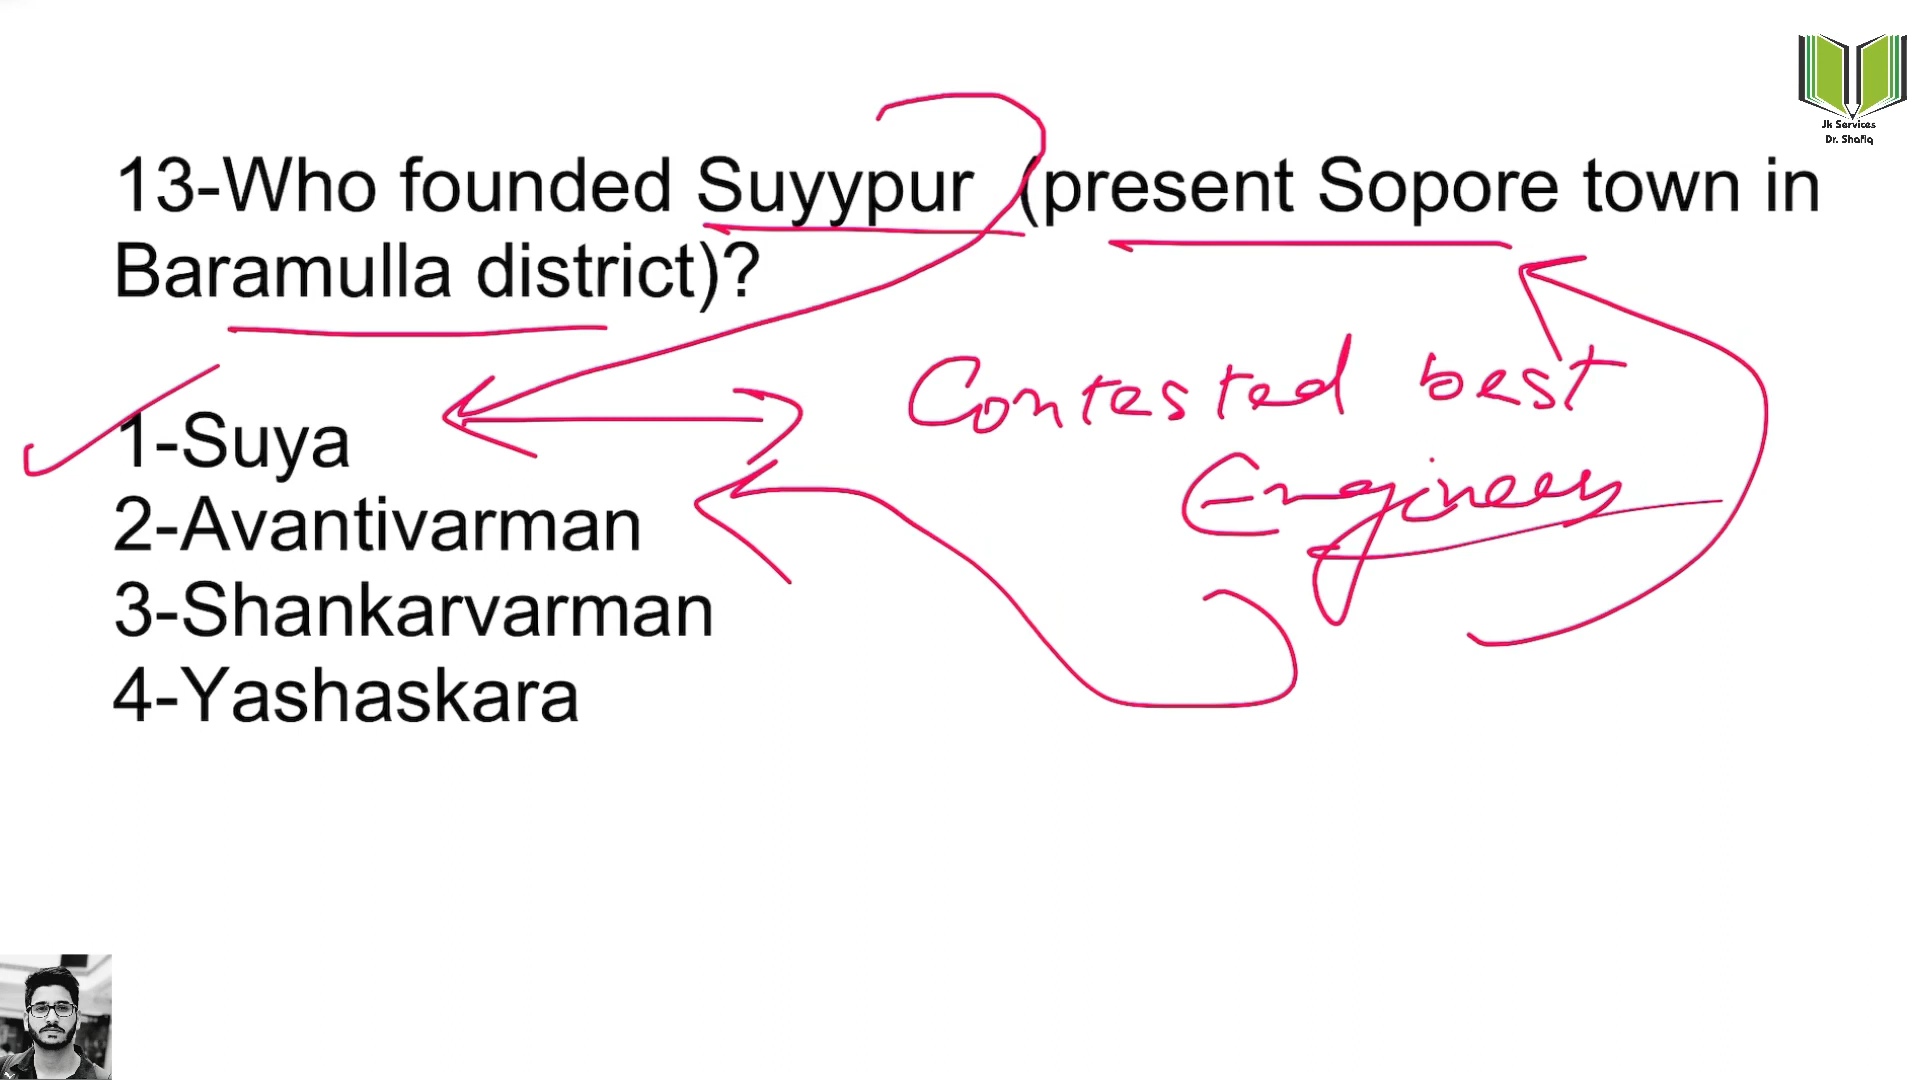 Jk Services
Dr. Shafiq
13-Who founded Suyypur (present Sopore town in
Baramulla district)?
Contested best
Engineer
1-Suya
2-Avantivarman
3-Shankarvarman
4-Yashaskara